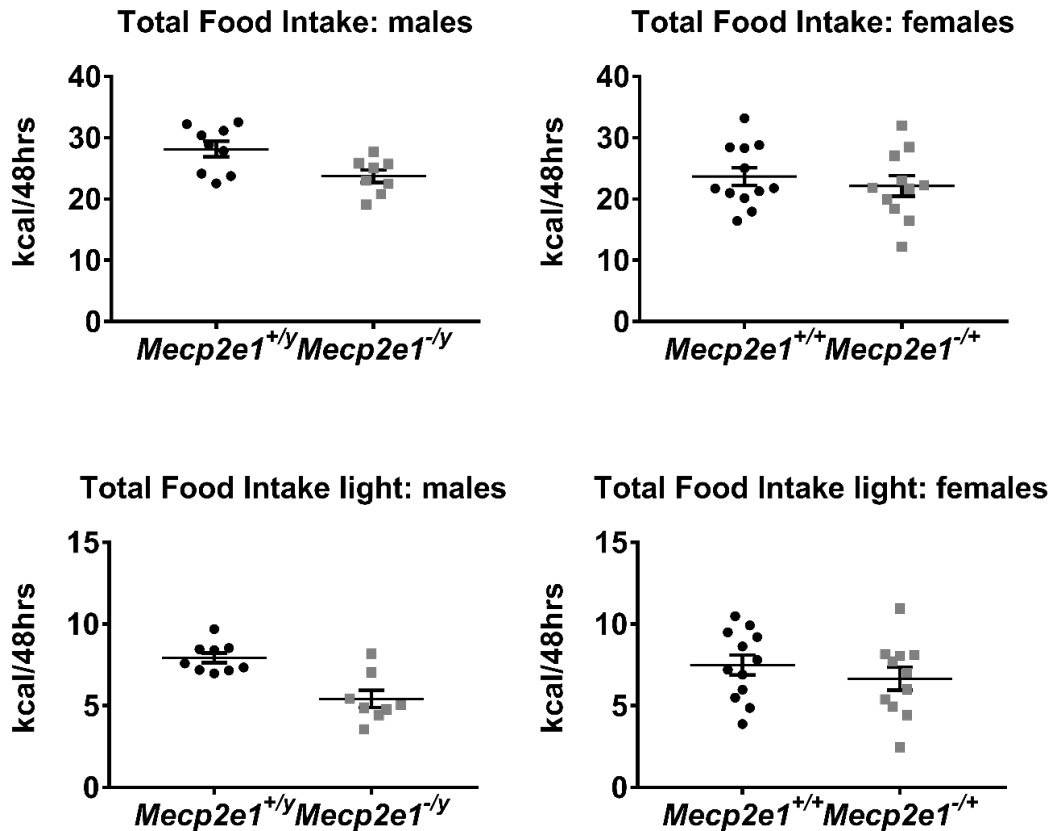 Total Food Intake: males
kcal/48hrs
40
30
20
10
0
Mecp2e1+/y Mecp2e1-/y
Total Food Intake: females
kcal/48hrs
40
30
20
10
0
Mecp2e1+/+ Mecp2e1-/+
Total Food Intake light: males
kcal/48hrs
15
10
5
0
Mecp2e1+/y Mecp2e1-/y
Total Food Intake light: females
kcal/48hrs
15
10
5
0
Mecp2e1+/+ Mecp2e1-/+